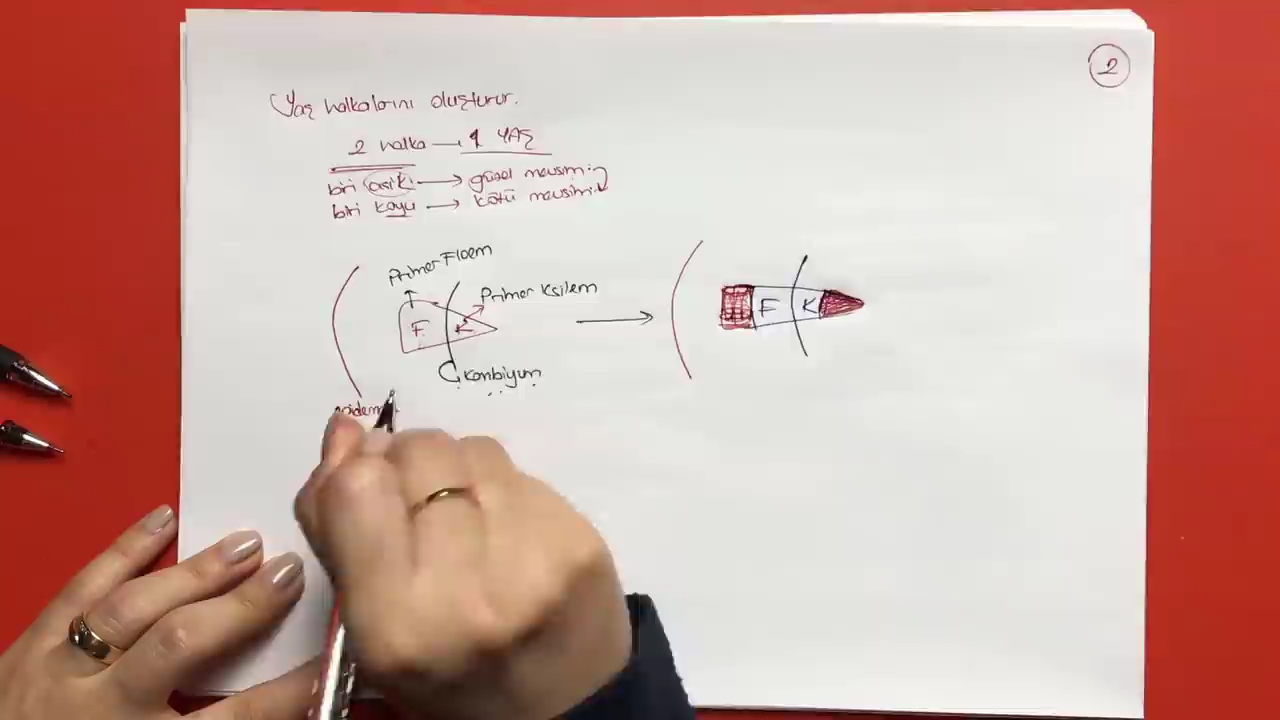 2
Yaş halkalarını oluşturur.
2 halka → 1 YAŞ
biri açık → güzel mevsim
biri koyu → kötü mevsim
Primer Floem
Primer Ksilem
F K
F K
Kambiyum
epiderm